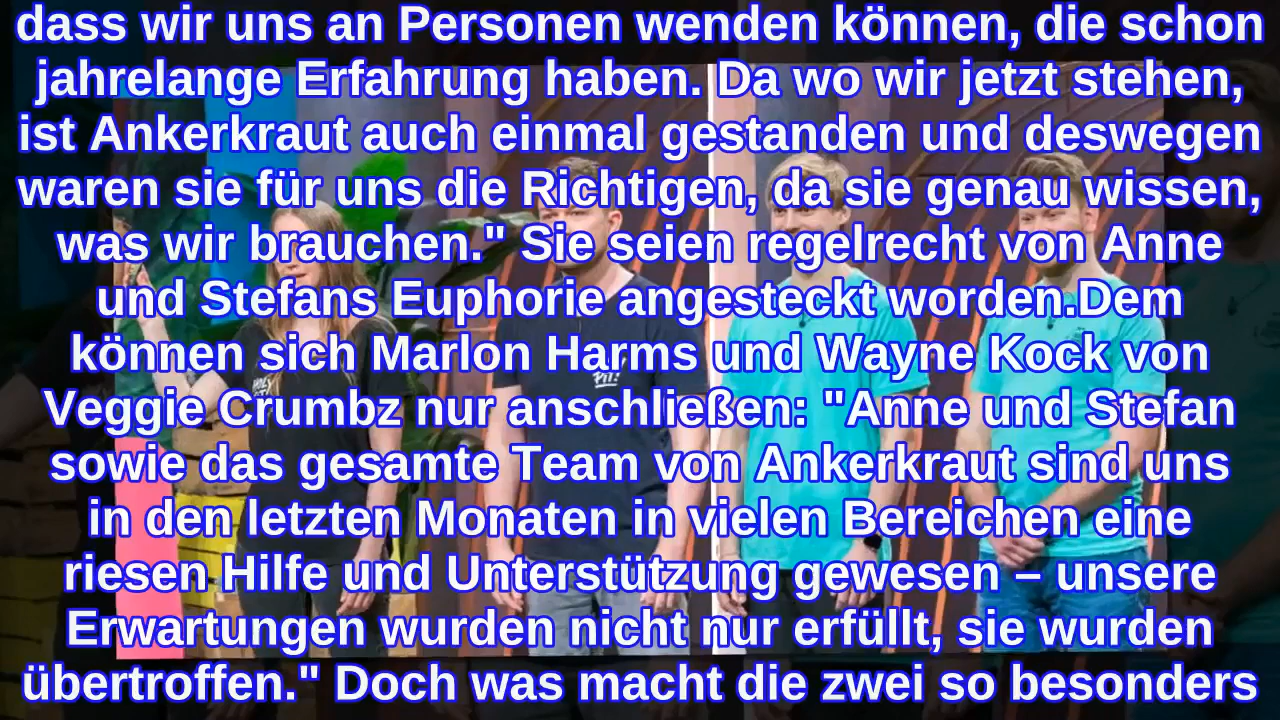 dass wir uns an Personen wenden können, die schon
jahrelange Erfahrung haben. Da wo wir jetzt stehen,
ist Ankerkraut auch einmal gestanden und deswegen
waren sie für uns die Richtigen, da sie genau wissen,
was wir brauchen." Sie seien regelrecht von Anne
und Stefans Euphorie angesteckt worden.Dem
können sich Marlon Harms und Wayne Kock von
Veggie Crumbz nur anschließen: "Anne und Stefan
sowie das gesamte Team von Ankerkraut sind uns
in den letzten Monaten in vielen Bereichen eine
riesen Hilfe und Unterstützung gewesen – unsere
Erwartungen wurden nicht nur erfüllt, sie wurden
übertroffen." Doch was macht die zwei so besonders